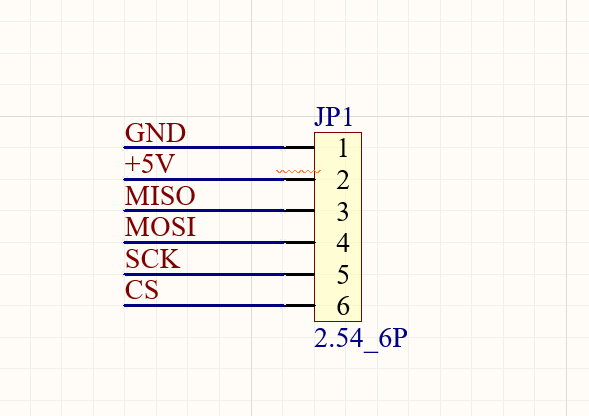 JP1
GND 1
+5V 2
MISO 3
MOSI 4
SCK 5
CS 6
2.54_6P